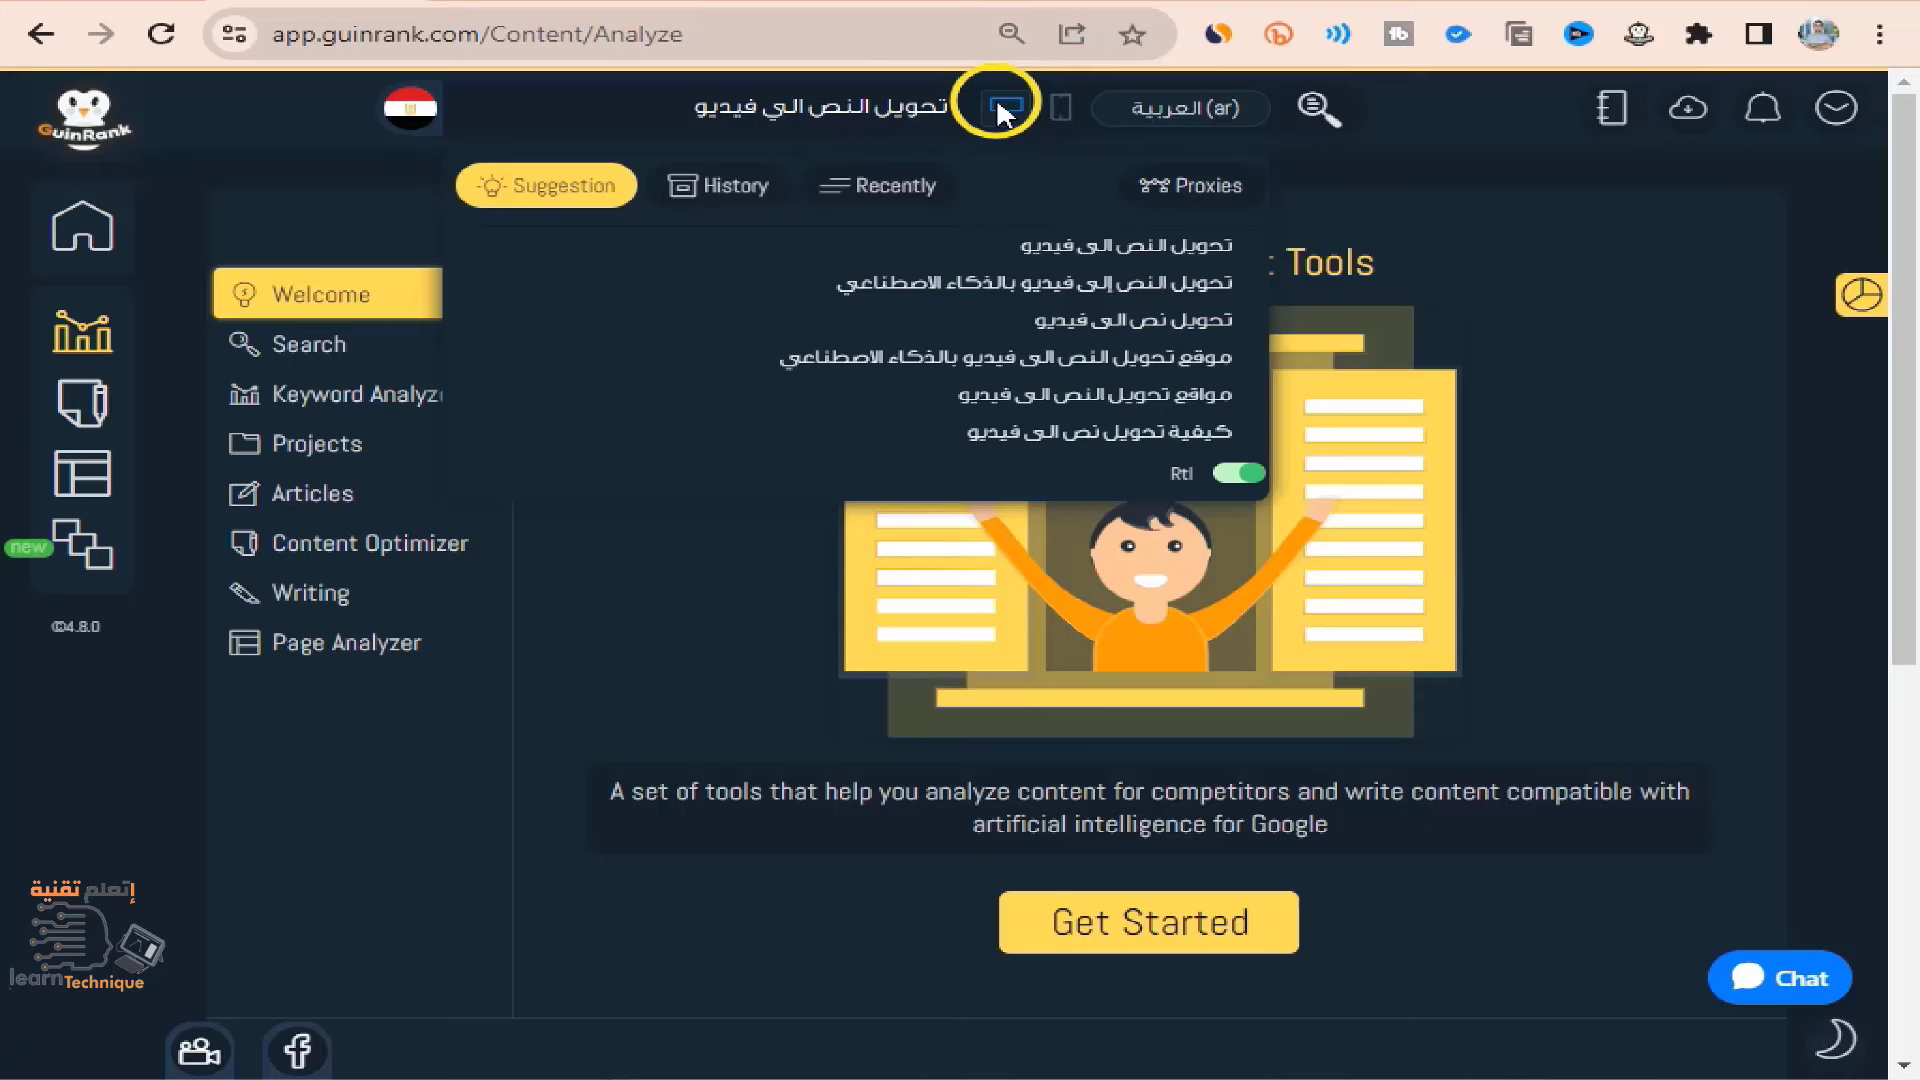 app.guinrank.com/Content/Analyze
GuinRank
تحويل النص الي فيديو
العربية (ar)
Suggestion
History
Recently
Proxies
تحويل النص الى فيديو
تحويل النص إلى فيديو بالذكاء الاصطناعي
تحويل نص الى فيديو
موقع تحويل النص الى فيديو بالذكاء الاصطناعي
مواقع تحويل النص الى فيديو
كيفية تحويل نص الى فيديو
Rtl
: Tools
Welcome
Search
Keyword Analyze
Projects
Articles
Content Optimizer
Writing
Page Analyzer
new
©4.8.0
A set of tools that help you analyze content for competitors and write content compatible with
artificial intelligence for Google
Get Started
Chat
إتعلم تقنية
learnTechnique